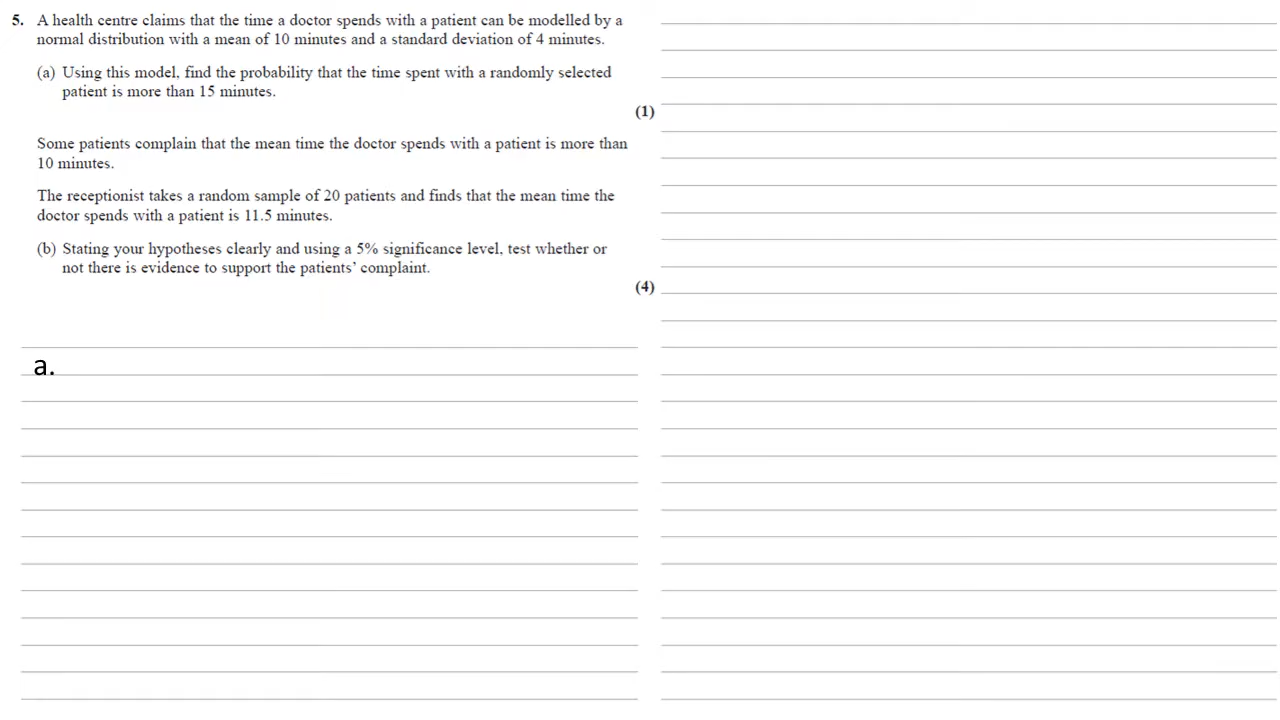 5. A health centre claims that the time a doctor spends with a patient can be modelled by a
normal distribution with a mean of 10 minutes and a standard deviation of 4 minutes.
(a) Using this model, find the probability that the time spent with a randomly selected
patient is more than 15 minutes.
(1)
Some patients complain that the mean time the doctor spends with a patient is more than
10 minutes.
The receptionist takes a random sample of 20 patients and finds that the mean time the
doctor spends with a patient is 11.5 minutes.
(b) Stating your hypotheses clearly and using a 5% significance level, test whether or
not there is evidence to support the patients’ complaint.
(4)
a.